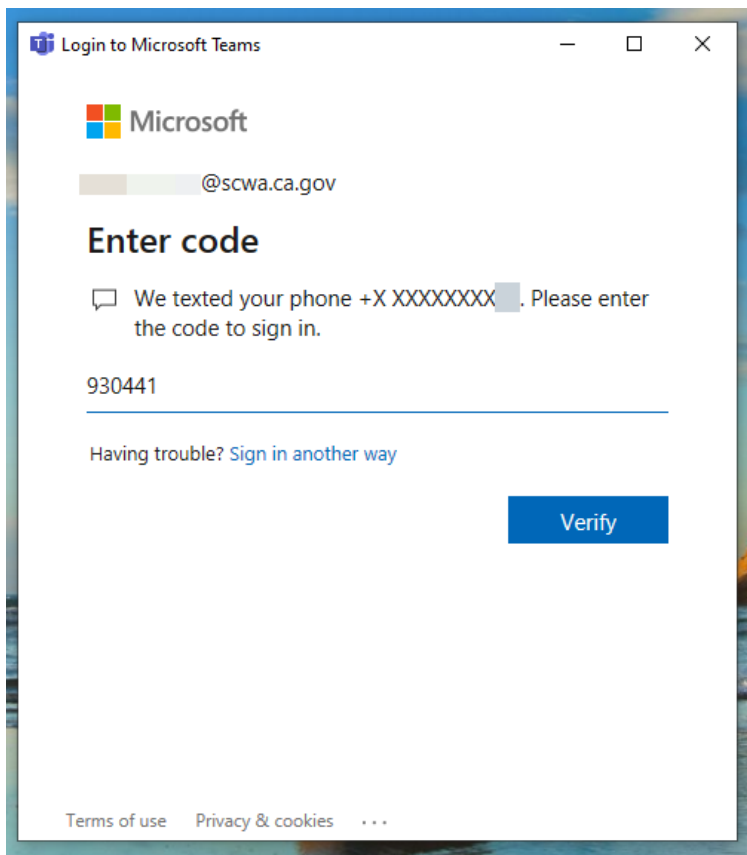 Login to Microsoft Teams
Microsoft
@scwa.ca.gov
Enter code
We texted your phone +X XXXXXXXX . Please enter
the code to sign in.
930441
Having trouble? Sign in another way
Verify
Terms of use Privacy & cookies ...